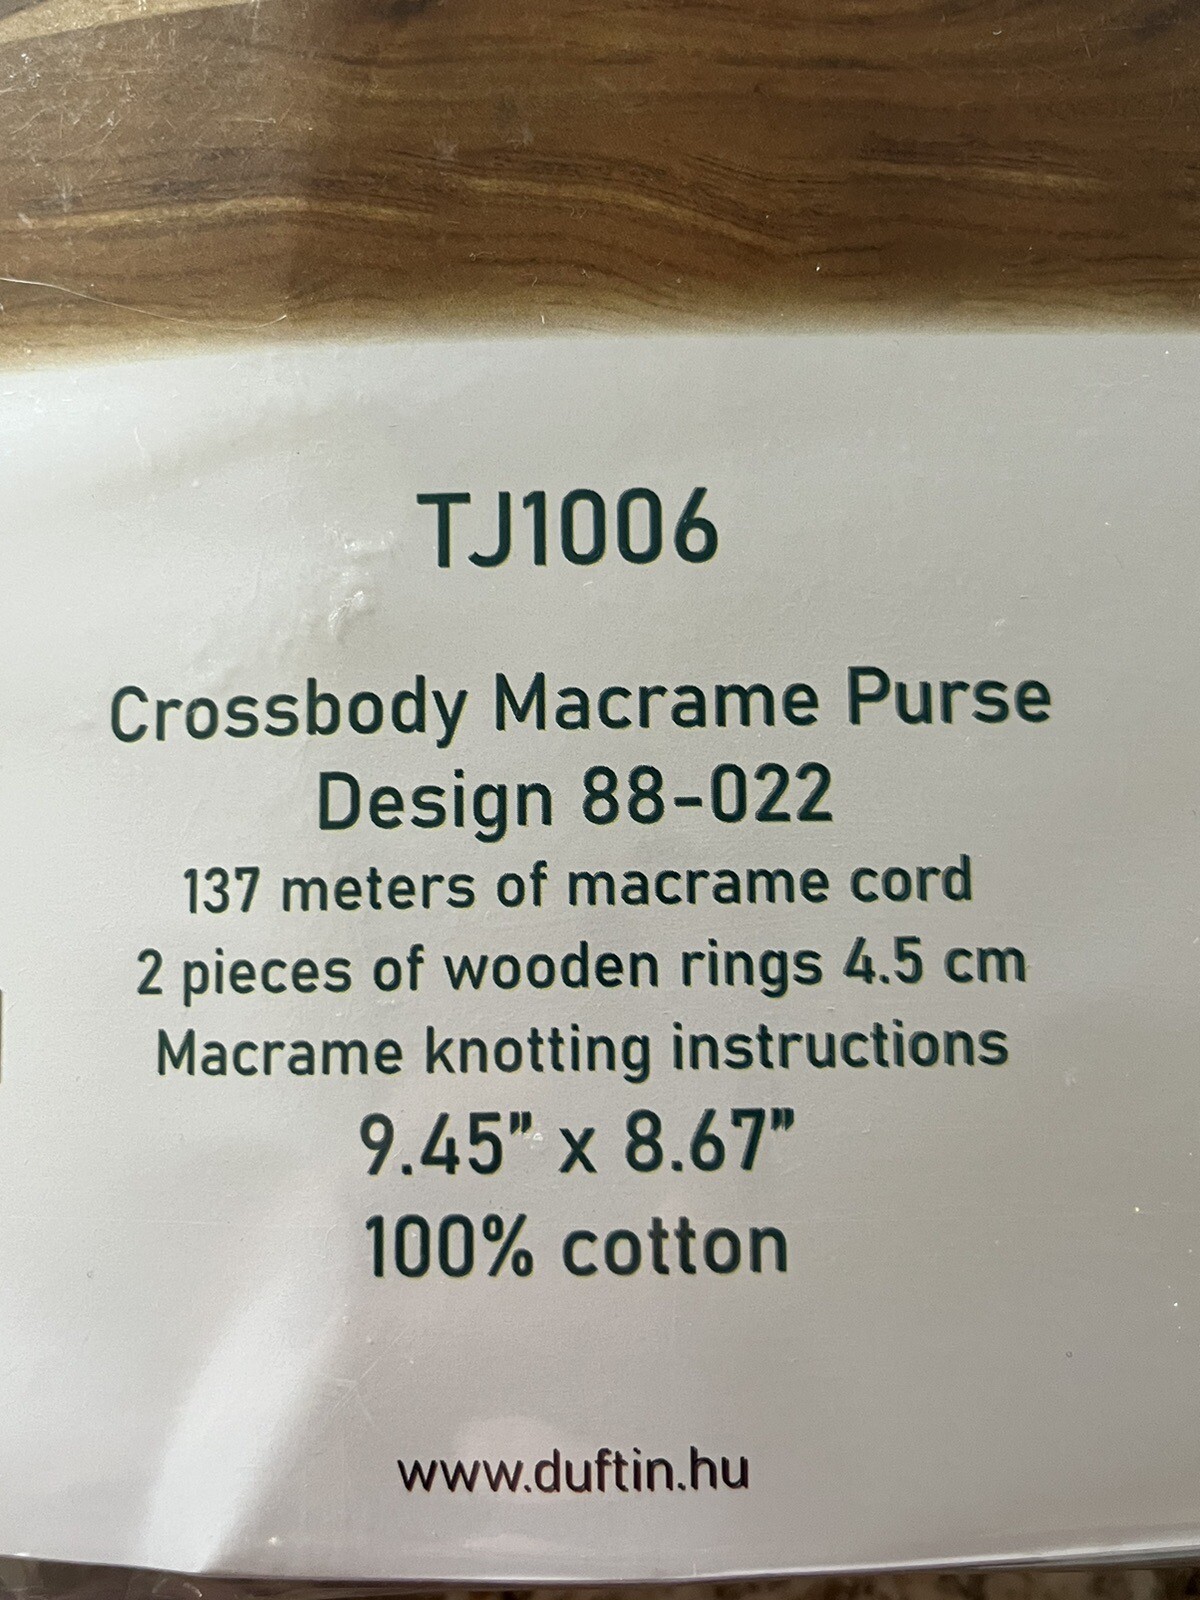 TJ1006
Crossbody Macrame Purse
Design 88-022
137 meters of macrame cord
2 pieces of wooden rings 4.5 cm
Macrame knotting instructions
9.45” x 8.67”
100% cotton
www.duftin.hu